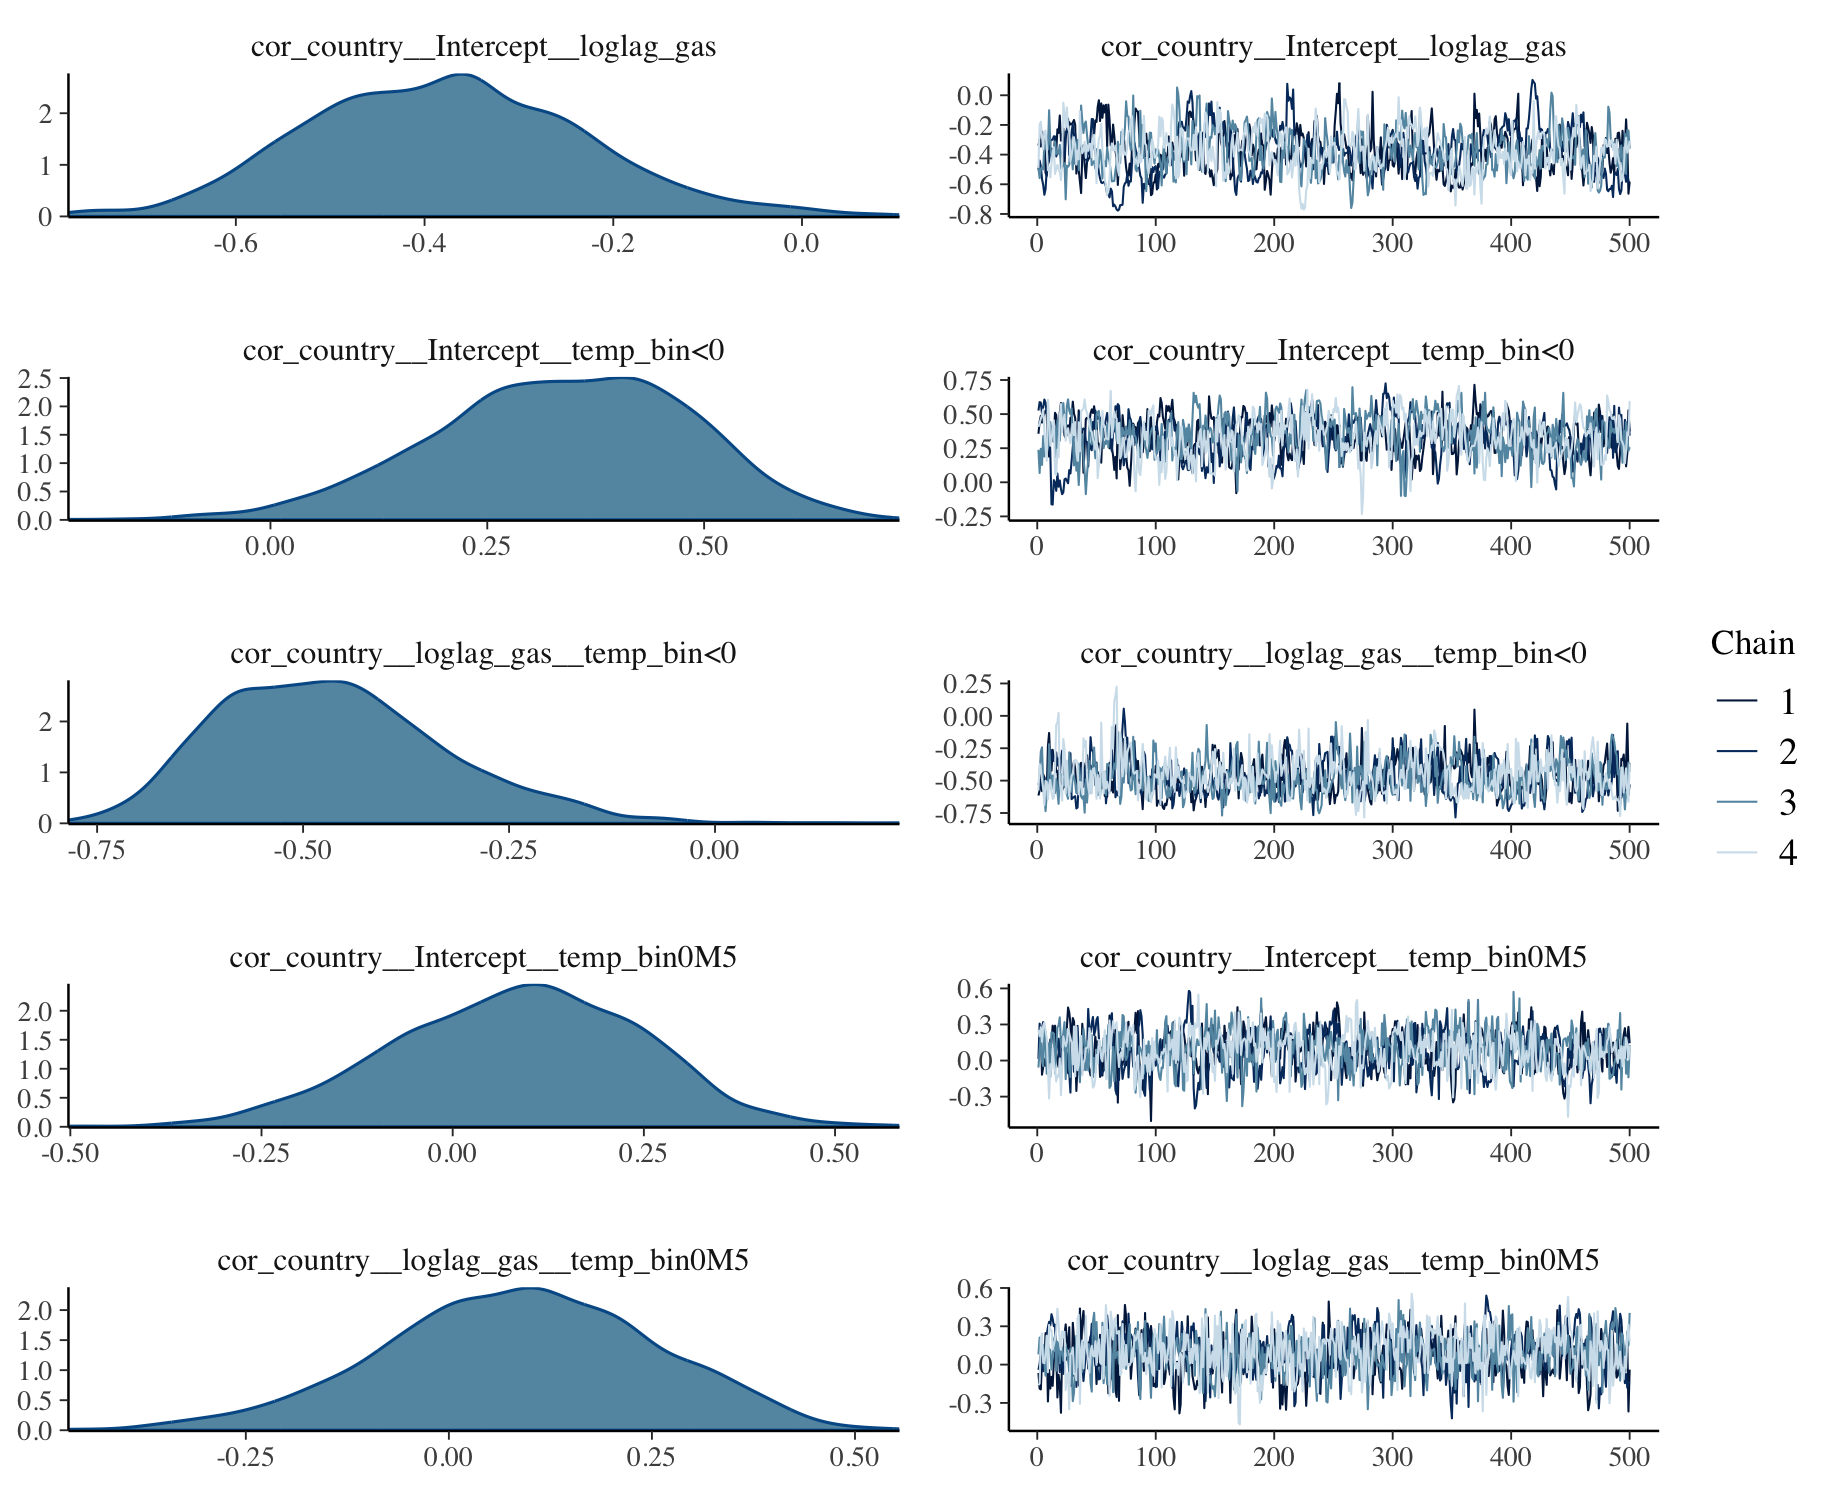 cor_country__Intercept__loglag_gas
2
1
0
-0.6 -0.4 -0.2 0.0
cor_country__Intercept__loglag_gas
0.0
-0.2
-0.4
-0.6
-0.8
0 100 200 300 400 500
cor_country__Intercept__temp_bin<0
2.5
2.0
1.5
1.0
0.5
0.0
0.00 0.25 0.50
cor_country__Intercept__temp_bin<0
0.75
0.50
0.25
0.00
-0.25
0 100 200 300 400 500
cor_country__loglag_gas__temp_bin<0
2
1
0
-0.75 -0.50 -0.25 0.00
cor_country__loglag_gas__temp_bin<0
0.25
0.00
-0.25
-0.50
-0.75
0 100 200 300 400 500
Chain
1
2
3
4
cor_country__Intercept__temp_bin0M5
2.0
1.5
1.0
0.5
0.0
-0.50 -0.25 0.00 0.25 0.50
cor_country__Intercept__temp_bin0M5
0.6
0.3
0.0
-0.3
0 100 200 300 400 500
cor_country__loglag_gas__temp_bin0M5
2.0
1.5
1.0
0.5
0.0
-0.25 0.00 0.25 0.50
cor_country__loglag_gas__temp_bin0M5
0.6
0.3
0.0
-0.3
0 100 200 300 400 500